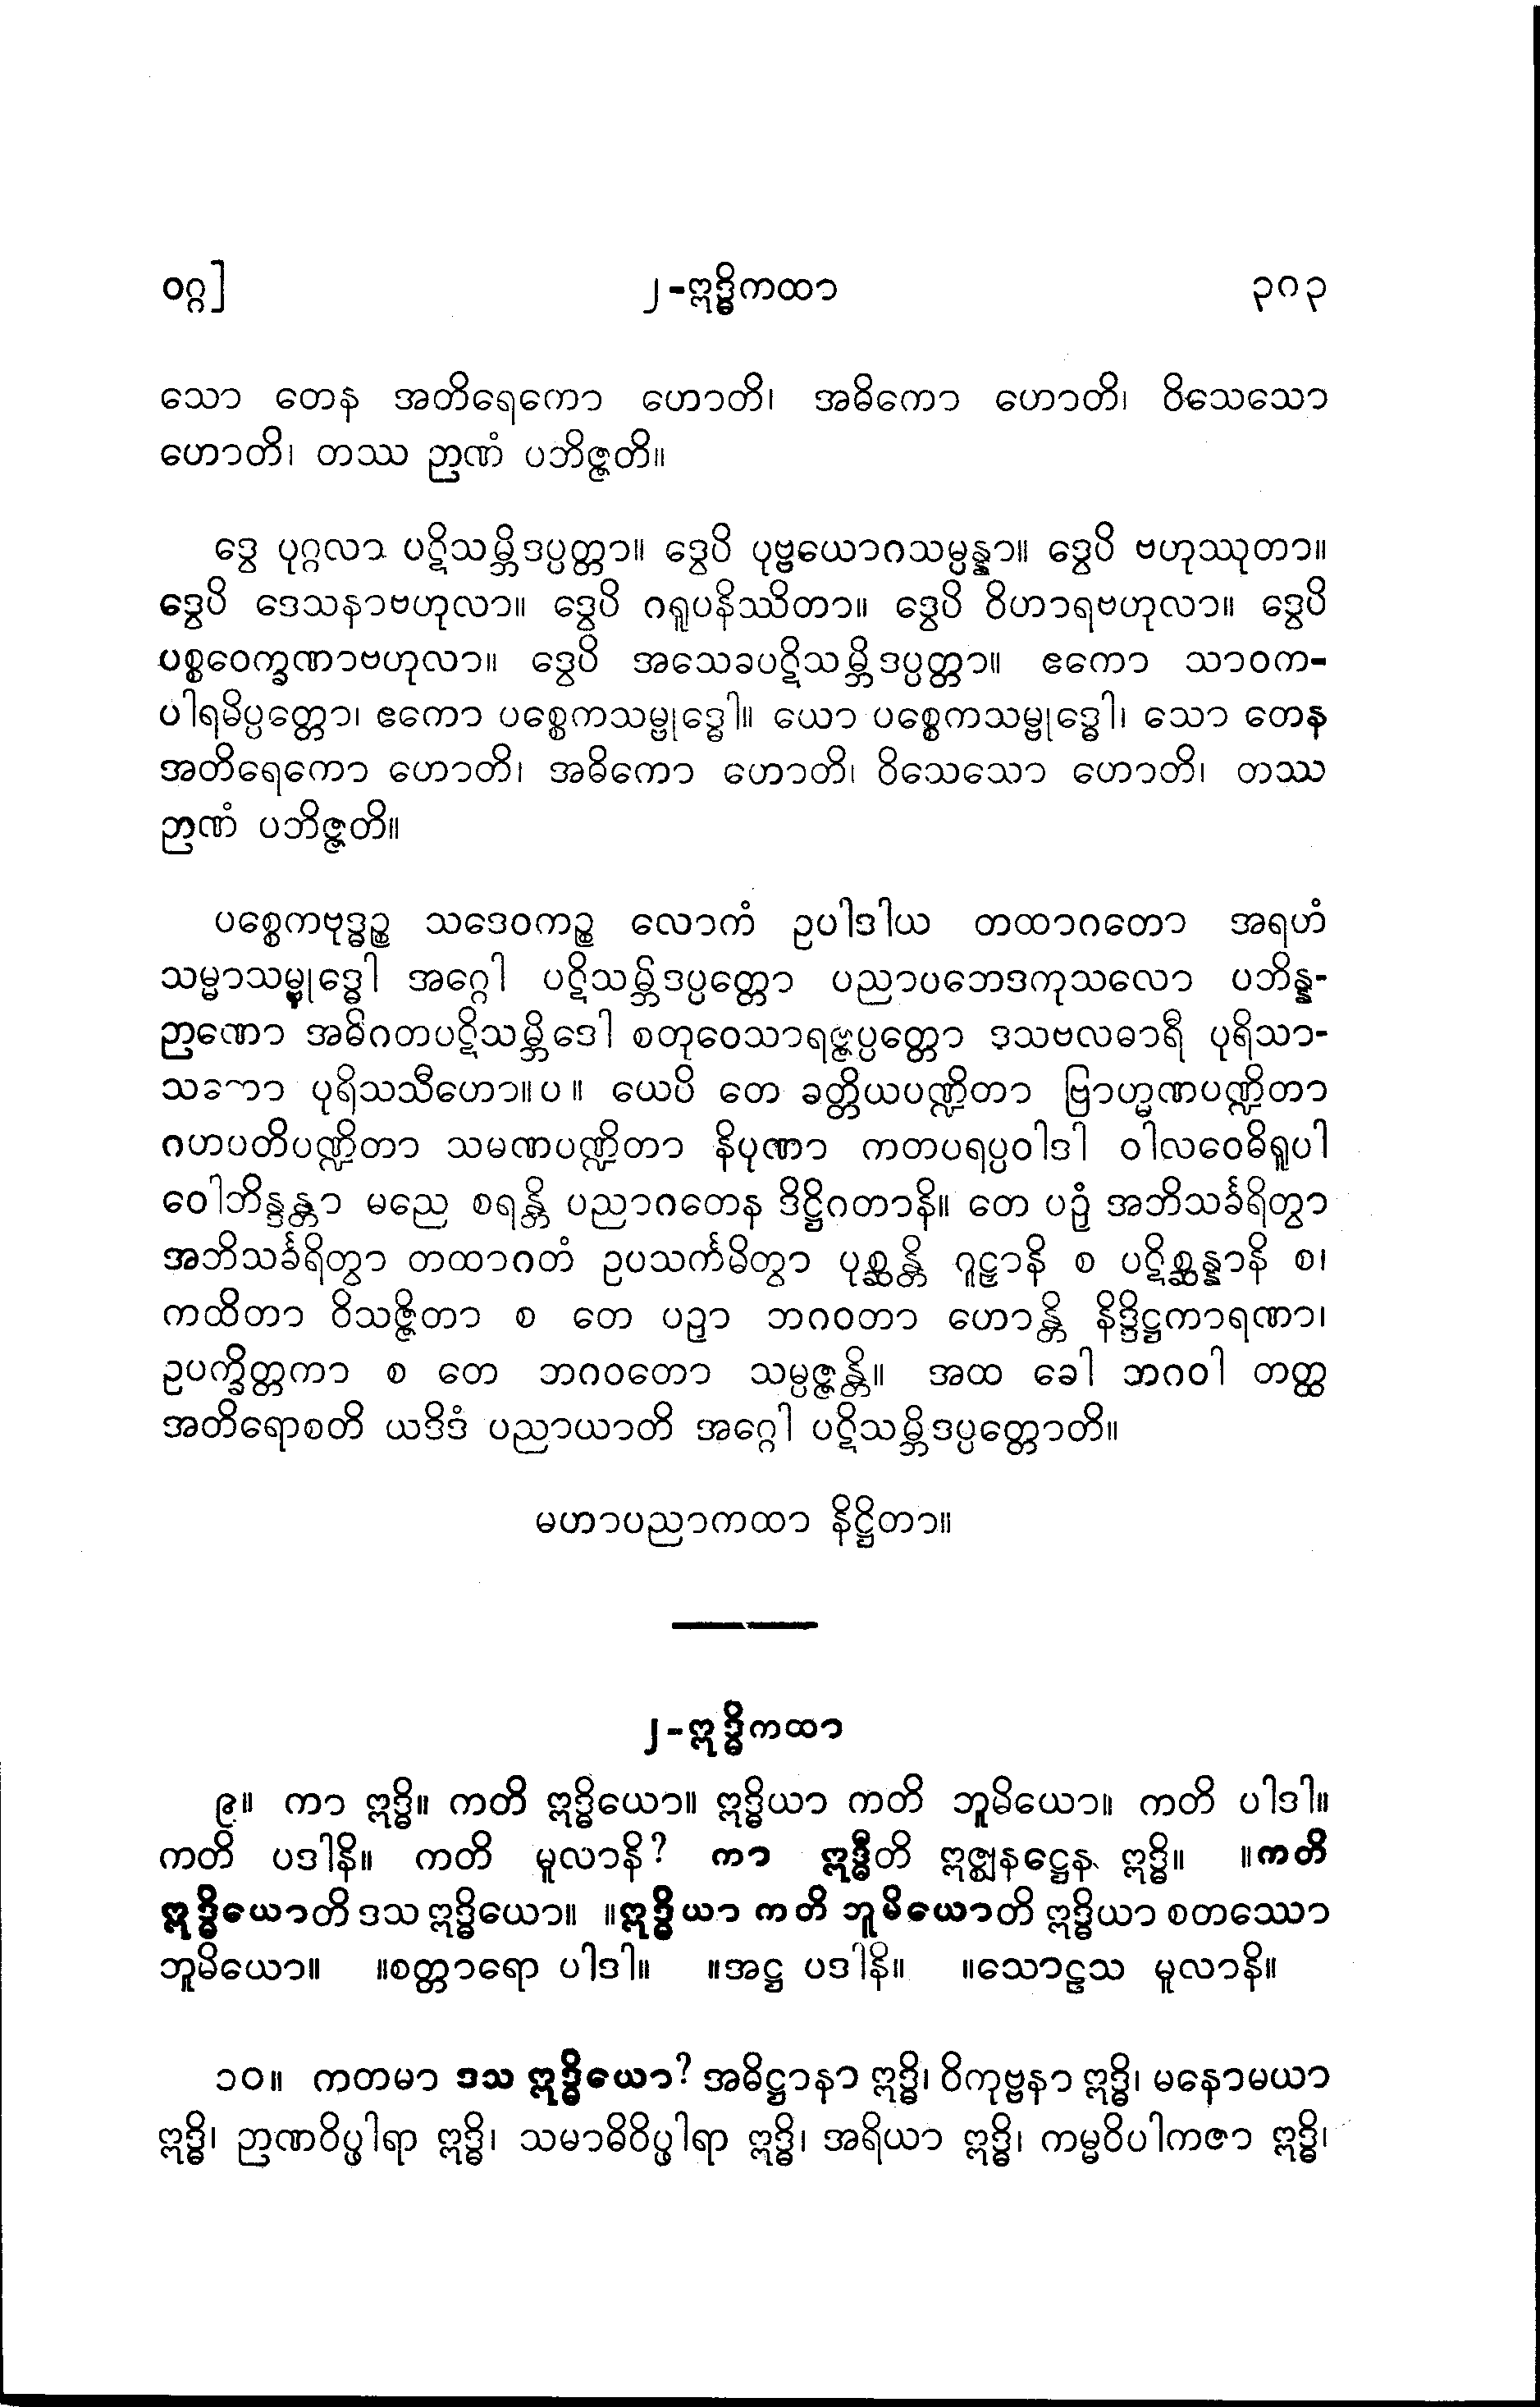 ဝဂ္ဂ]
၂-ဣဒ္ဓိကထာ
၃၈၃
သော တေန အတိရေကော ဟောတိ၊ အဓိကော ဟောတိ၊ ဝိသေသော
ဟောတိ၊ တဿ ဉာဏံ ပဘိဇ္ဇတိ။
ဒွေ ပုဂ္ဂလာ ပဋိသမ္ဘိဒပ္ပတ္တာ။ ဒွေပိ ပုဗ္ဗယောဂသမ္ပန္နာ။ ဒွေပိ ဗဟုဿုတာ။
ဒွေပိ ဒေသနာဗဟုလာ။ ဒွေပိ ဂရူပနိဿိတာ။ ဒွေပိ ဝိဟာရဗဟုလာ။ ဒွေပိ
ပစ္စဝေက္ခဏာဗဟုလာ။ ဒွေပိ အသေခပဋိသမ္ဘိဒပ္ပတ္တာ။ ဧကော သာဝက-
ပါရမိပ္ပတ္တော၊ ဧကော ပစ္စေကသမ္ဗုဒ္ဓေါ။ ယော ပစ္စေကသမ္ဗုဒ္ဓေါ၊ သော တေန
အတိရေကော ဟောတိ၊ အဓိကော ဟောတိ၊ ဝိသေသော ဟောတိ၊ တဿ
ဉာဏံ ပဘိဇ္ဇတိ။
ပစ္စေကဗုဒ္ဓဉ္စ သဒေဝကဉ္စ လောကံ ဥပါဒါယ တထာဂတော အရဟံ
သမ္မာသမ္ဗုဒ္ဓေါ အဂ္ဂေါ ပဋိသမ္ဘိဒပ္ပတ္တော ပညာပဘေဒကုသလော ပဘိန္န-
ဉာဏော အဓိဂတပဋိသမ္ဘိဒေါ စတုဝေသာရဇ္ဇပ္ပတ္တော ဒသဗလဓာရီ ပုရိသာ-
ပုရိသသီဟော။ပ။ ယေပိ တေ ခတ္တိယပဏ္ဍိတာ ဗြာဟ္မဏပဏ္ဍိတာ
ဂဟပတိပဏ္ဍိတာ သမဏပဏ္ဍိတာ နိပုဏာ ကတပရပ္ပဝါဒါ ဝါလဝေဓိရူပါ
ဝေါဘိန္ဒန္တာ မညေ စရန္တိ ပညာဂတေန ဒိဋ္ဌိဂတာနိ။ တေ ပဉှံ အဘိသင်္ခရိတွာ
အဘိသင်္ခရိတွာ တထာဂတံ ဥပသင်္ကမိတွာ ပုစ္ဆန္တိ ဂူဠှာနိ စ ပဋိစ္ဆန္နာနိ စ၊
ကထိတာ ဝိသဇ္ဇိတာ စ တေ ပဉှာ ဘဂဝတာ ဟောန္တိ နိဒ္ဒိဋ္ဌကာရဏာ၊
ဥပက္ခိတ္တကာ စ တေ ဘဂဝတော သမ္ပဇ္ဇန္တိ။ အထ ခေါ ဘဂဝါ တတ္ထ
အတိရောစတိ ယဒိဒံ ပညာယာတိ အဂ္ဂေါ ပဋိသမ္ဘိဒပ္ပတ္တောတိ။
မဟာပညာကထာ နိဋ္ဌိတာ။
၂-ဣဒ္ဓိကထာ
၉။ ကာ ဣဒ္ဓိ။ ကတိ ဣဒ္ဓိယော။ ဣဒ္ဓိယာ ကတိ ဘူမိယော။ ကတိ ပါဒါ။
ကတိ ပဒါနိ။ ကတိ မူလာနိ? ကာ ဣဒ္ဓီတိ ဣဇ္ဈနဋ္ဌေန ဣဒ္ဓိ။ ။ကတိ
ဣဒ္ဓိယောတိ ဒသ ဣဒ္ဓိယော။ ။ဣဒ္ဓိယာ ကတိ ဘူမိယောတိ ဣဒ္ဓိယာ စတဿော
ဘူမိယော။ ။စတ္တာရော ပါဒါ။ ။အဋ္ဌ ပဒါနိ။ ။သောဠသ မူလာနိ။
၁၀။ ကတမာ ဒသ ဣဒ္ဓိယော? အဓိဋ္ဌာနာ ဣဒ္ဓိ၊ ဝိကုဗ္ဗနာ ဣဒ္ဓိ၊ မနောမယာ
ဣဒ္ဓိ၊ ဉာဏဝိပ္ဖါရာ ဣဒ္ဓိ၊ သမာဓိဝိပ္ဖါရာ ဣဒ္ဓိ၊ အရိယာ ဣဒ္ဓိ၊ ကမ္မဝိပါကဇာ ဣဒ္ဓိ၊